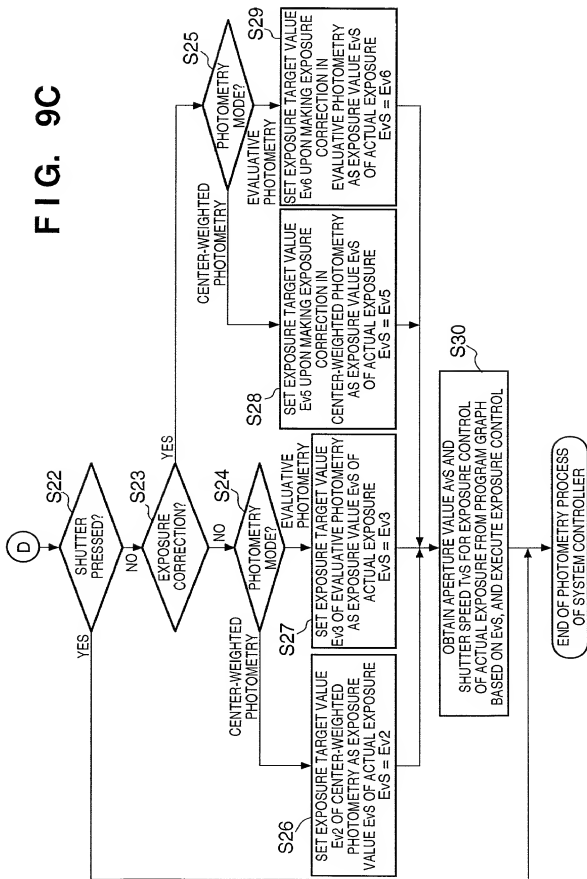 FIG. 9C
D
S22
SHUTTER
PRESSED?
YES
NO
S23
EXPOSURE
CORRECTION?
YES
NO
S24
PHOTOMETRY
MODE?
CENTER-WEIGHTED
PHOTOMETRY
EVALUATIVE
PHOTOMETRY
S25
PHOTOMETRY
MODE?
CENTER-WEIGHTED
PHOTOMETRY
EVALUATIVE
PHOTOMETRY
S26
SET EXPOSURE TARGET VALUE
Ev2 OF CENTER-WEIGHTED
PHOTOMETRY AS EXPOSURE
VALUE EvS OF ACTUAL EXPOSURE
EvS = Ev2
S27
SET EXPOSURE TARGET VALUE
Ev3 OF EVALUATIVE PHOTOMETRY
AS EXPOSURE VALUE EvS OF
ACTUAL EXPOSURE
EvS = Ev3
S28
SET EXPOSURE TARGET VALUE
Ev5 UPON MAKING EXPOSURE
CORRECTION IN
CENTER-WEIGHTED PHOTOMETRY
AS EXPOSURE VALUE EvS
OF ACTUAL EXPOSURE
EvS = Ev5
S29
SET EXPOSURE TARGET VALUE
Ev6 UPON MAKING EXPOSURE
CORRECTION IN
EVALUATIVE PHOTOMETRY
AS EXPOSURE VALUE EvS
OF ACTUAL EXPOSURE
EvS = Ev6
S30
OBTAIN APERTURE VALUE AvS AND
SHUTTER SPEED TvS FOR EXPOSURE CONTROL
OF ACTUAL EXPOSURE FROM PROGRAM GRAPH
BASED ON EvS, AND EXECUTE EXPOSURE CONTROL
END OF PHOTOMETRY PROCESS
OF SYSTEM CONTROLLER